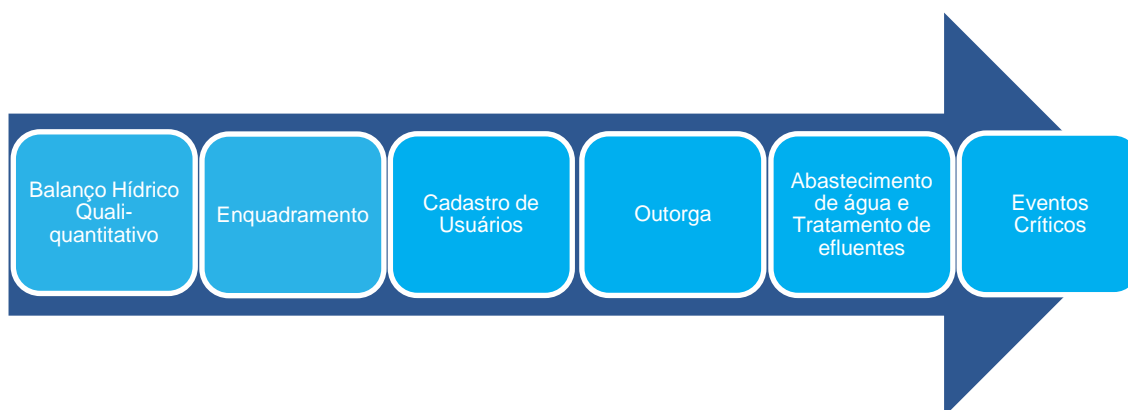 Balanço Hídrico
Quali-
quantitativo
Enquadramento
Cadastro de
Usuários
Outorga
Abastecimento
de água e
Tratamento de
efluentes
Eventos
Críticos